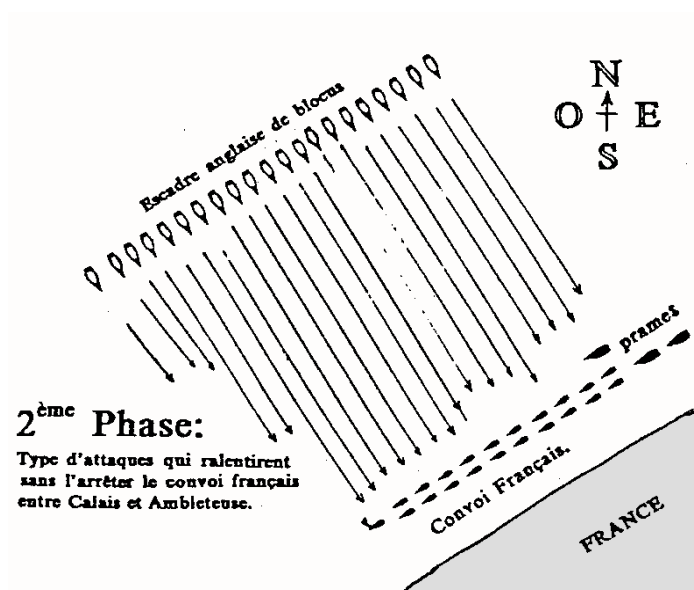 Escadre anglaise de blocus
N
O E
S
prames
2ème Phase:
Type d'attaques qui ralentirent
sans l'arrêter le convoi français
entre Calais et Ambleteuse.
Convoi Français.
FRANCE